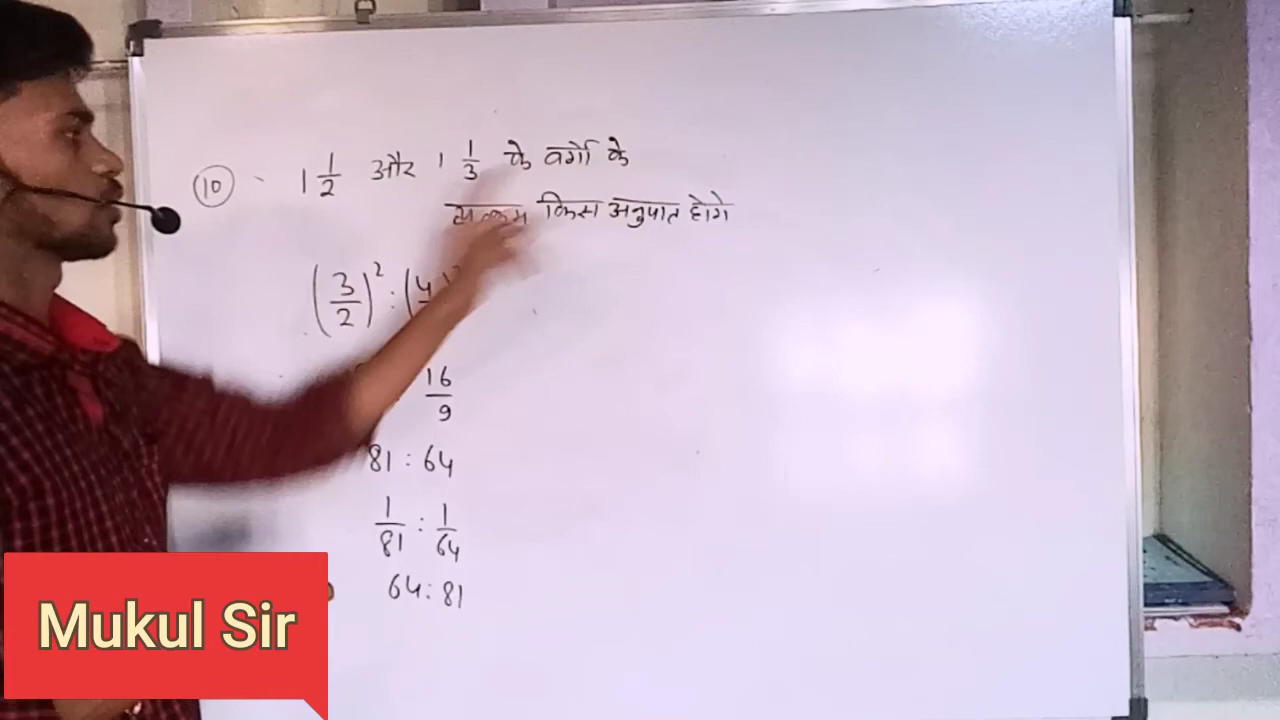 (10) - 1 1/2 और 1 1/3 के वर्गो के
व्युत्क्रम किस अनुपात होगे
(3/2)² : (4
16/9
81 : 64
1/81 : 1/64
64 : 81
Mukul Sir